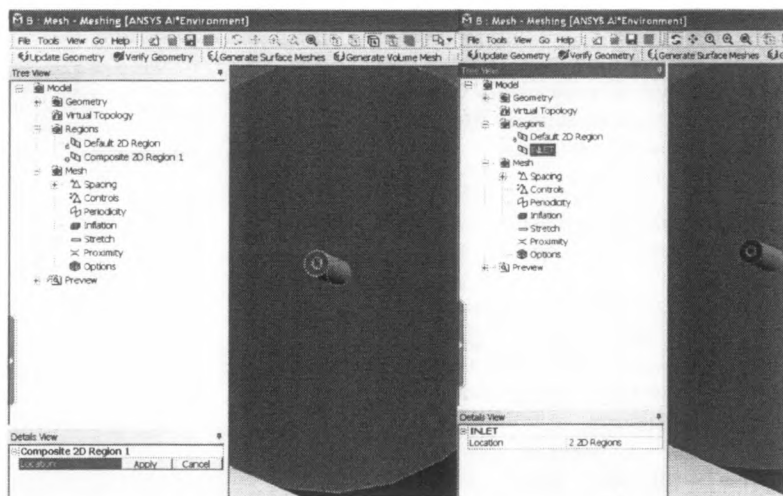 B : Mesh - Meshing [ANSYS AI*Environment]
File Tools View Go Help
Update Geometry Verify Geometry Generate Surface Meshes Generate Volume Mesh
Tree View
Model
Geometry
Virtual Topology
Regions
Default 2D Region
Composite 2D Region 1
Mesh
Spacing
Controls
Periodicity
Inflation
Stretch
Proximity
Options
Preview
Details View
Composite 2D Region 1
Location Apply Cancel
B : Mesh - Meshing [ANSYS AI*Environment]
File Tools View Go Help
Update Geometry Verify Geometry Generate Surface Meshes
Tree View
Model
Geometry
Virtual Topology
Regions
Default 2D Region
INLET
Mesh
Spacing
Controls
Periodicity
Inflation
Stretch
Proximity
Options
Preview
Details View
INLET
Location 2 2D Regions